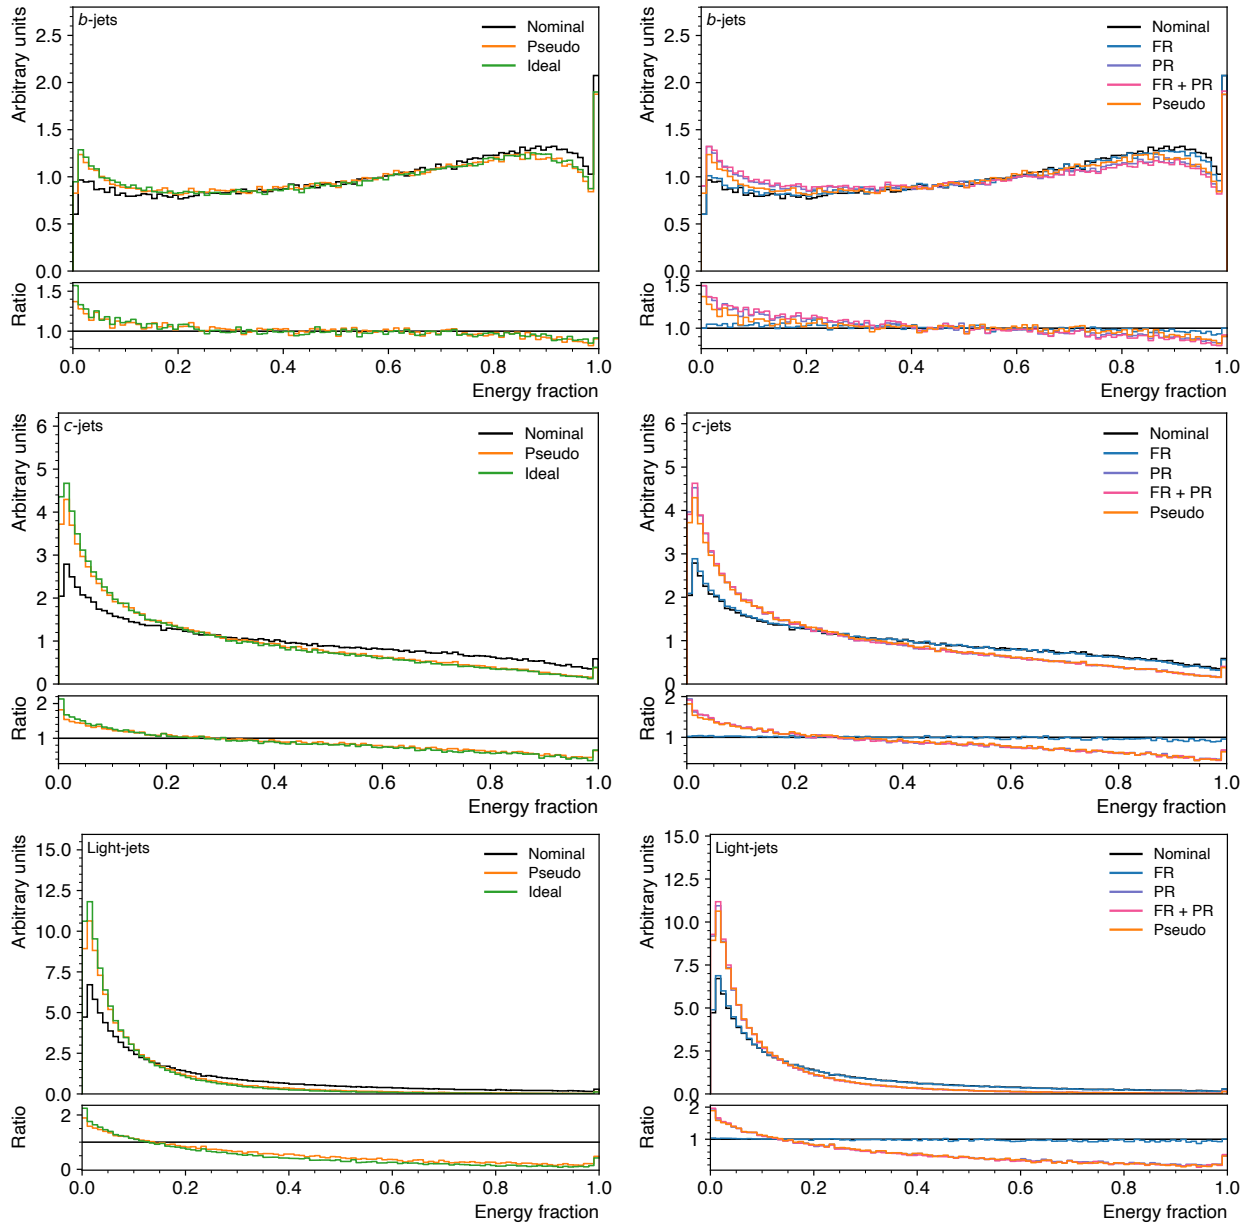 b-jets
Nominal
Pseudo
Ideal
Arbitrary units
2.5
2.0
1.5
1.0
0.5
0.0
Ratio
1.5
1.0
0.0 0.2 0.4 0.6 0.8 1.0
Energy fraction
b-jets
Nominal
FR
PR
FR + PR
Pseudo
Arbitrary units
2.5
2.0
1.5
1.0
0.5
0.0
Ratio
1.5
1.0
0.0 0.2 0.4 0.6 0.8 1.0
Energy fraction
c-jets
Nominal
Pseudo
Ideal
Arbitrary units
6
5
4
3
2
1
0
Ratio
2
1
0.0 0.2 0.4 0.6 0.8 1.0
Energy fraction
c-jets
Nominal
FR
PR
FR + PR
Pseudo
Arbitrary units
6
5
4
3
2
1
0
Ratio
2
1
0.0 0.2 0.4 0.6 0.8 1.0
Energy fraction
Light-jets
Nominal
Pseudo
Ideal
Arbitrary units
15.0
12.5
10.0
7.5
5.0
2.5
0.0
Ratio
2
0
0.0 0.2 0.4 0.6 0.8 1.0
Energy fraction
Light-jets
Nominal
FR
PR
FR + PR
Pseudo
Arbitrary units
15.0
12.5
10.0
7.5
5.0
2.5
0.0
Ratio
2
1
0.0 0.2 0.4 0.6 0.8 1.0
Energy fraction